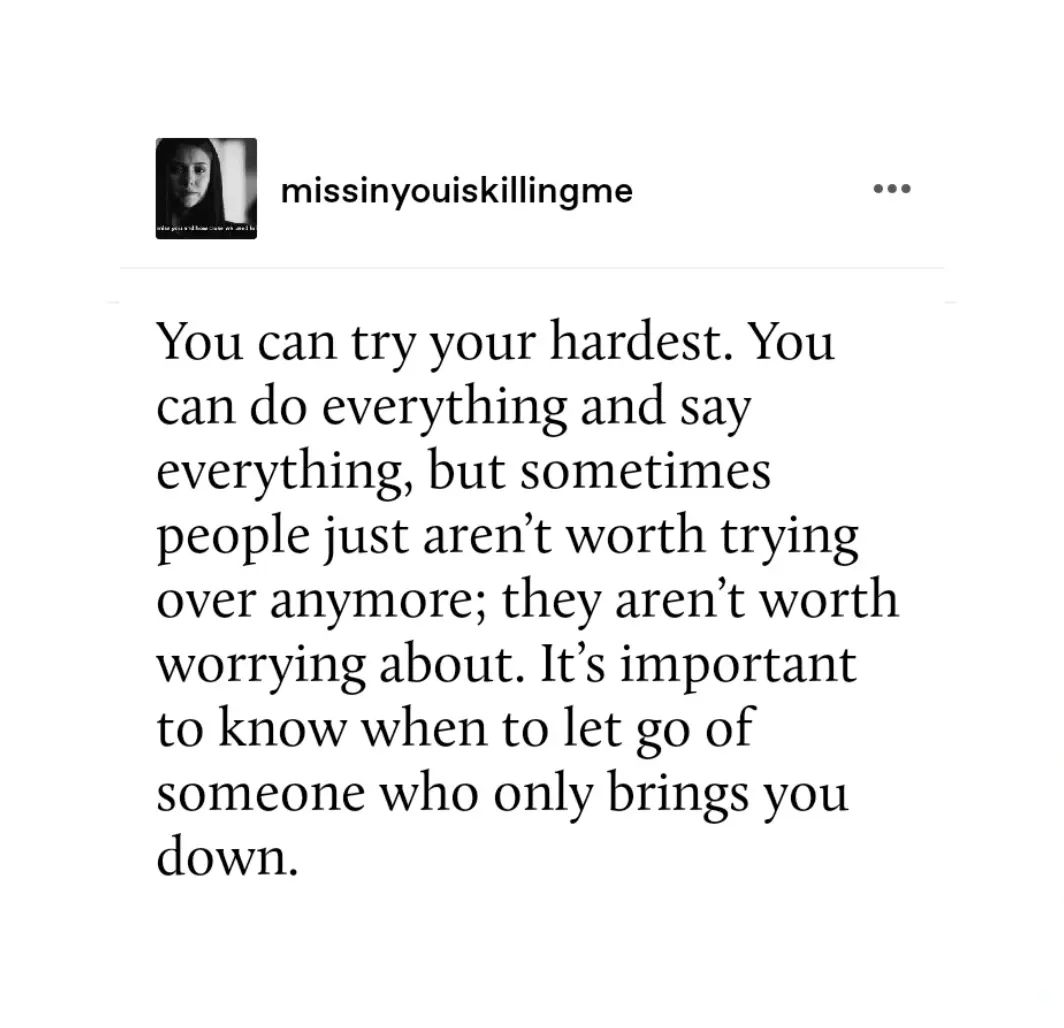 missinyouiskillingme
You can try your hardest. You
can do everything and say
everything, but sometimes
people just aren’t worth trying
over anymore; they aren’t worth
worrying about. It’s important
to know when to let go of
someone who only brings you
down.